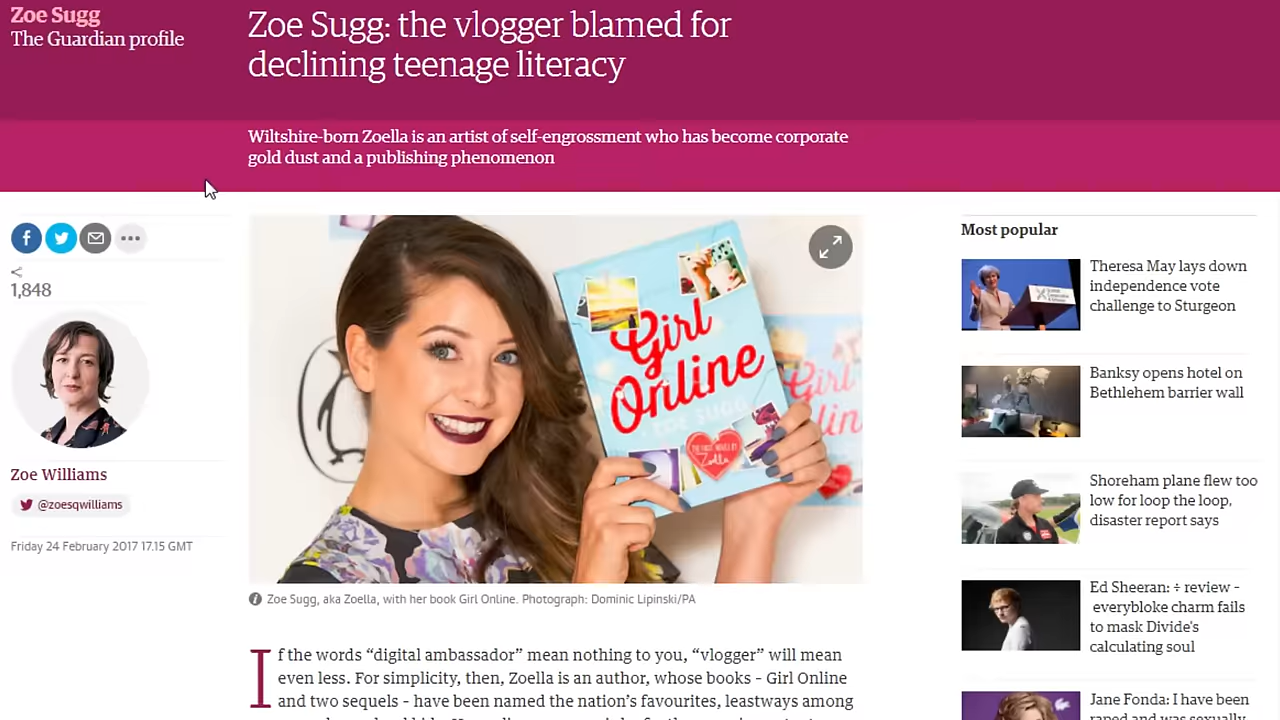 Zoe Sugg
The Guardian profile
Zoe Sugg: the vlogger blamed for
declining teenage literacy
Wiltshire-born Zoella is an artist of self-engrossment who has become corporate
gold dust and a publishing phenomenon
1,848
Zoe Williams
@zoesqwilliams
Friday 24 February 2017 17.15 GMT
Girl
Online
Zoe Sugg, aka Zoella, with her book Girl Online. Photograph: Dominic Lipinski/PA
If the words “digital ambassador” mean nothing to you, “vlogger” will mean
even less. For simplicity, then, Zoella is an author, whose books - Girl Online
and two sequels - have been named the nation’s favourites, leastways among
Most popular
Theresa May lays down
independence vote
challenge to Sturgeon
Banksy opens hotel on
Bethlehem barrier wall
Shoreham plane flew too
low for loop the loop,
disaster report says
Ed Sheeran: ÷ review -
everybloke charm fails
to mask Divide's
calculating soul
Jane Fonda: I have been
raped and was sexually